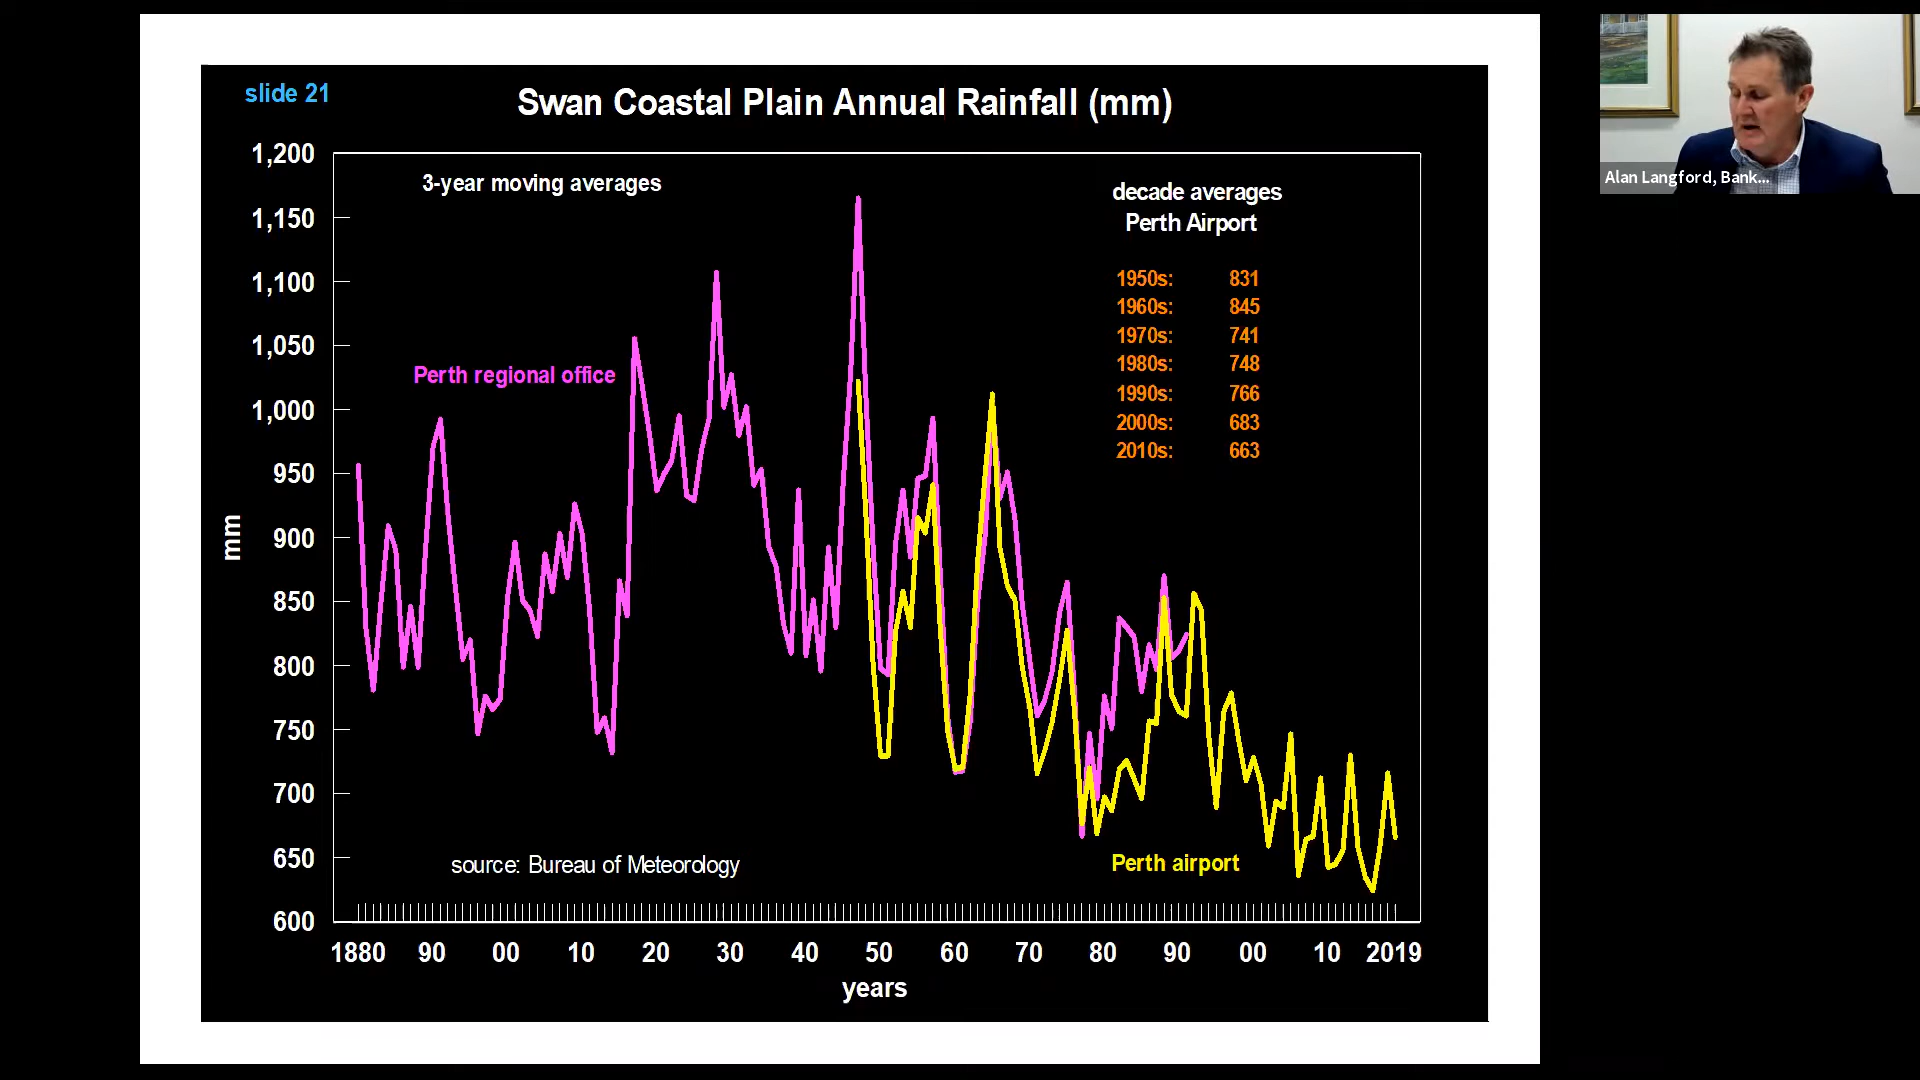 slide 21
Swan Coastal Plain Annual Rainfall (mm)
3-year moving averages
decade averages
Perth Airport
1950s: 831
1960s: 845
1970s: 741
1980s: 748
1990s: 766
2000s: 683
2010s: 663
Perth regional office
Perth airport
source: Bureau of Meteorology
mm
1,200
1,150
1,100
1,050
1,000
950
900
850
800
750
700
650
600
1880 90 00 10 20 30 40 50 60 70 80 90 00 10 2019
years
Alan Langford, Bank...